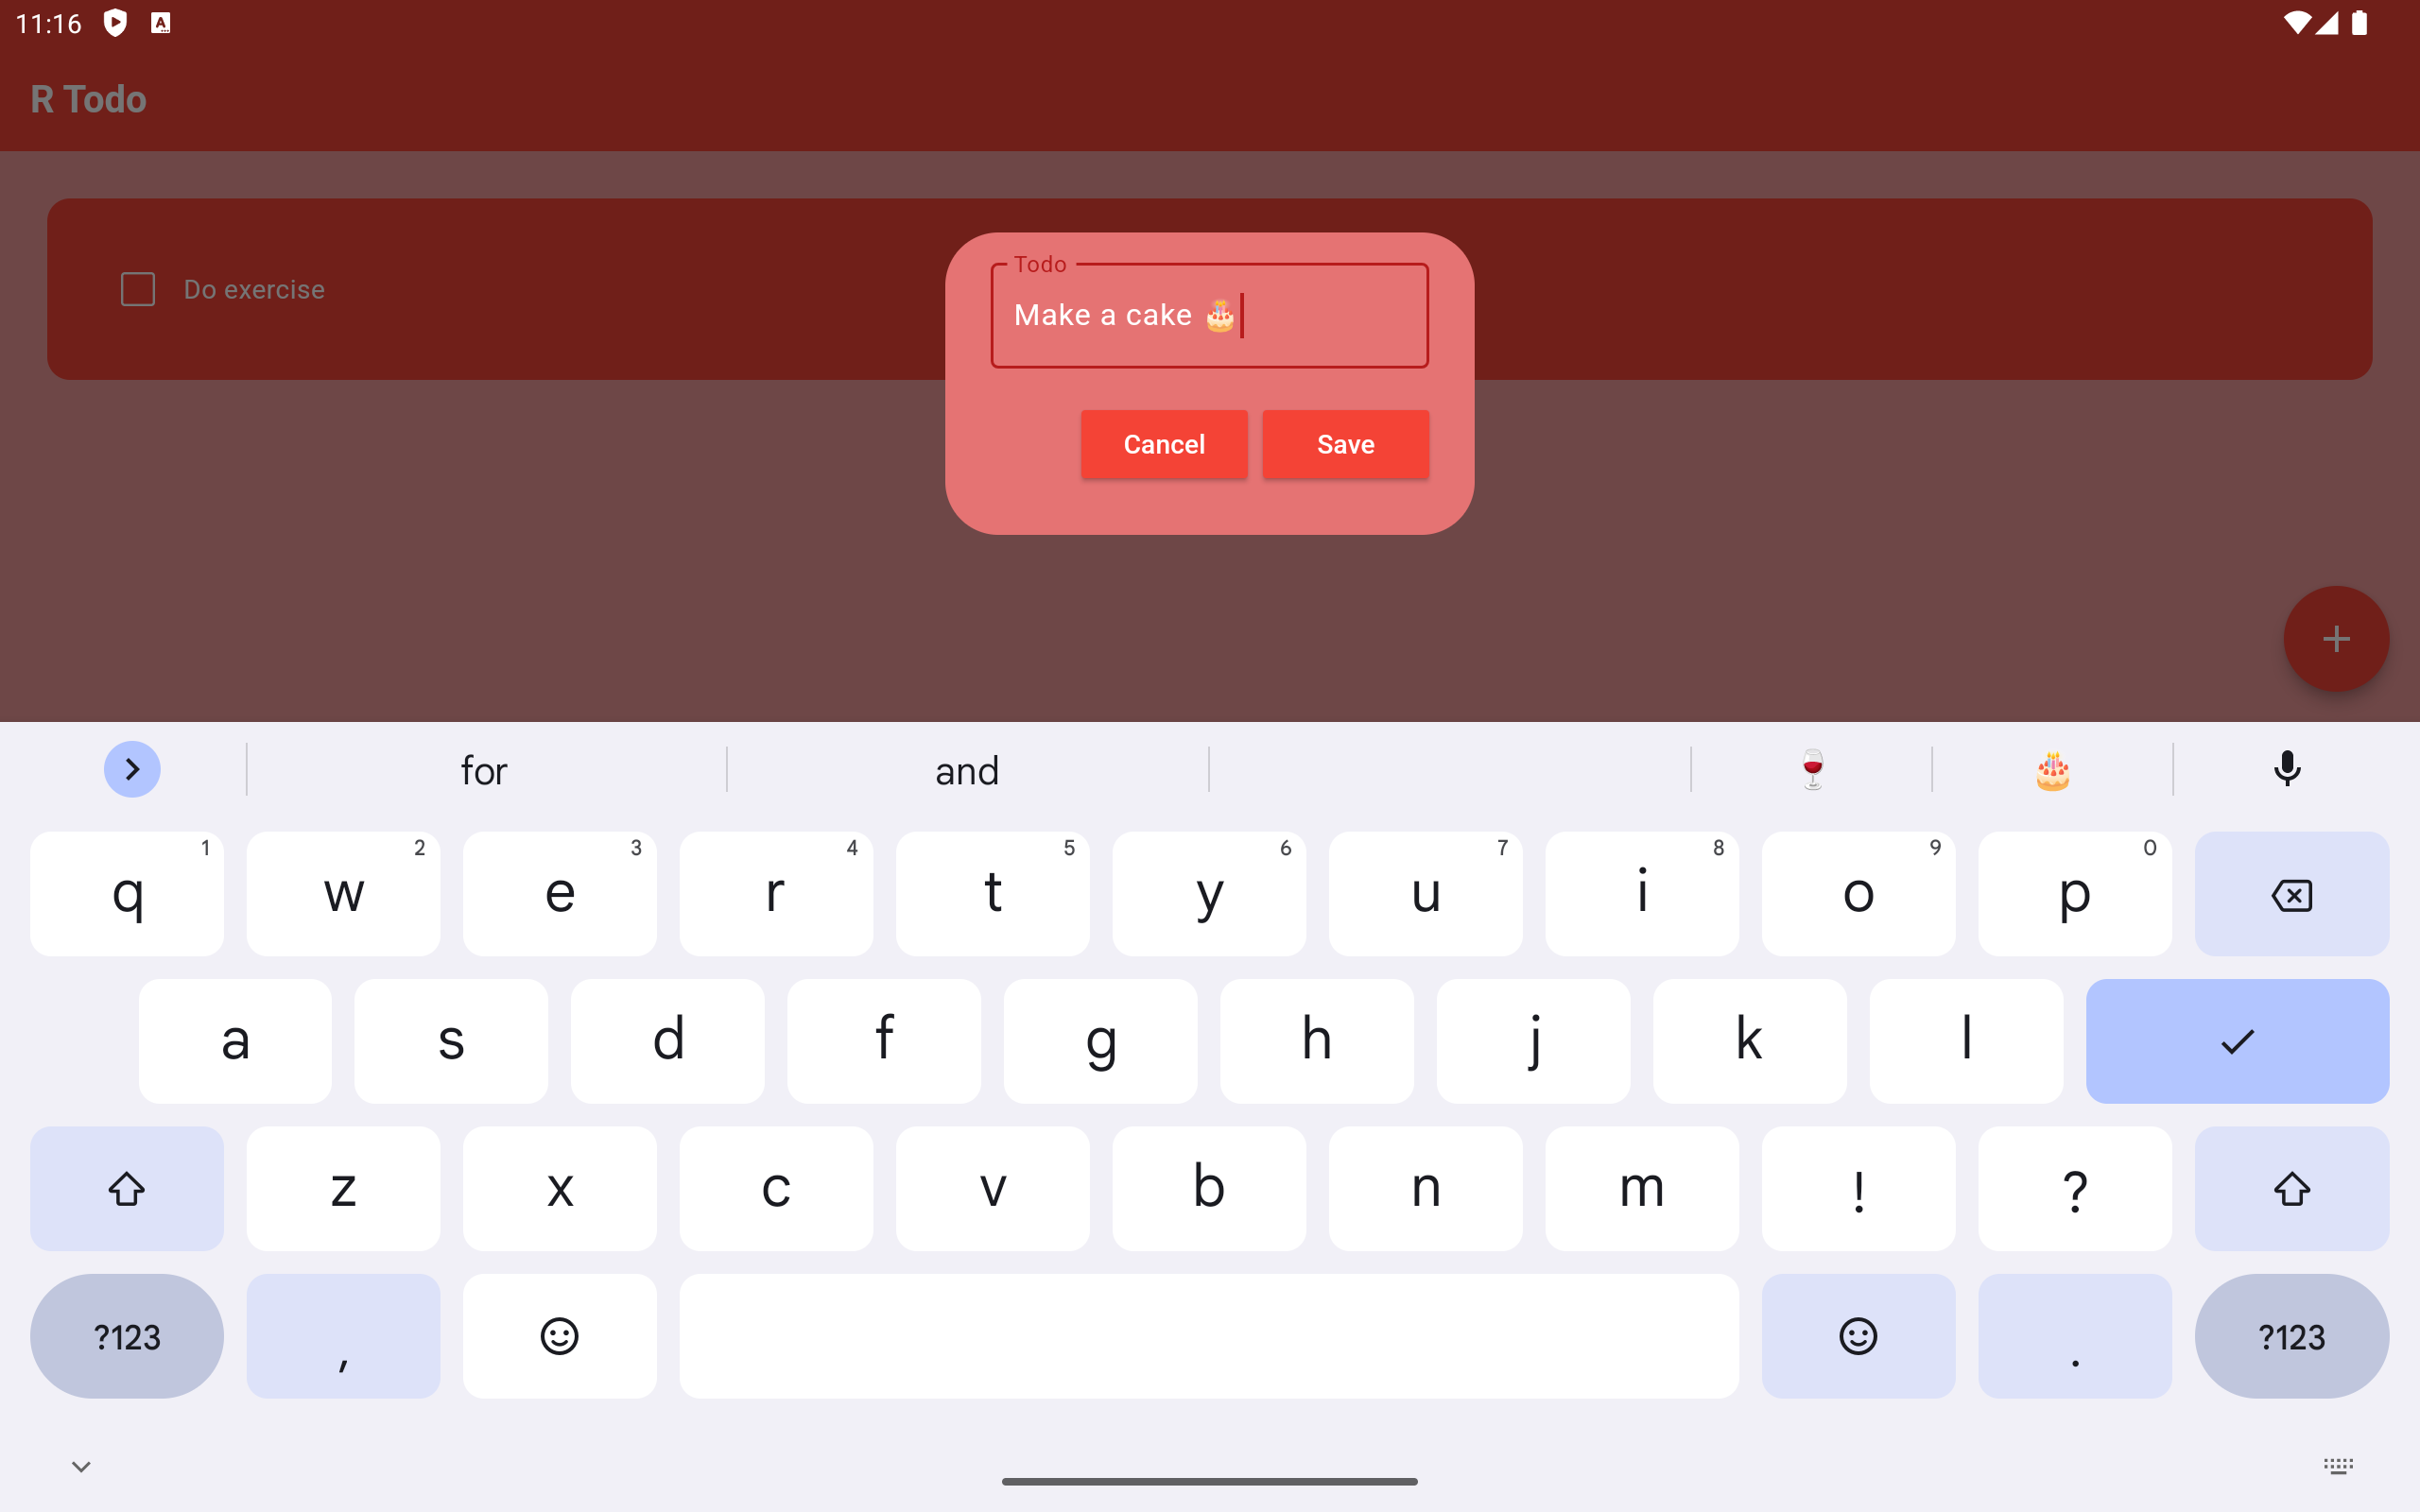 11:16
R Todo
Do exercise
Todo
Make a cake 🎂
Cancel Save
for and 🍷 🎂
q 1 w 2 e 3 r 4 t 5 y 6 u 7 i 8 o 9 p 0
a s d f g h j k l
z x c v b n m ! ?
?123 , . ?123